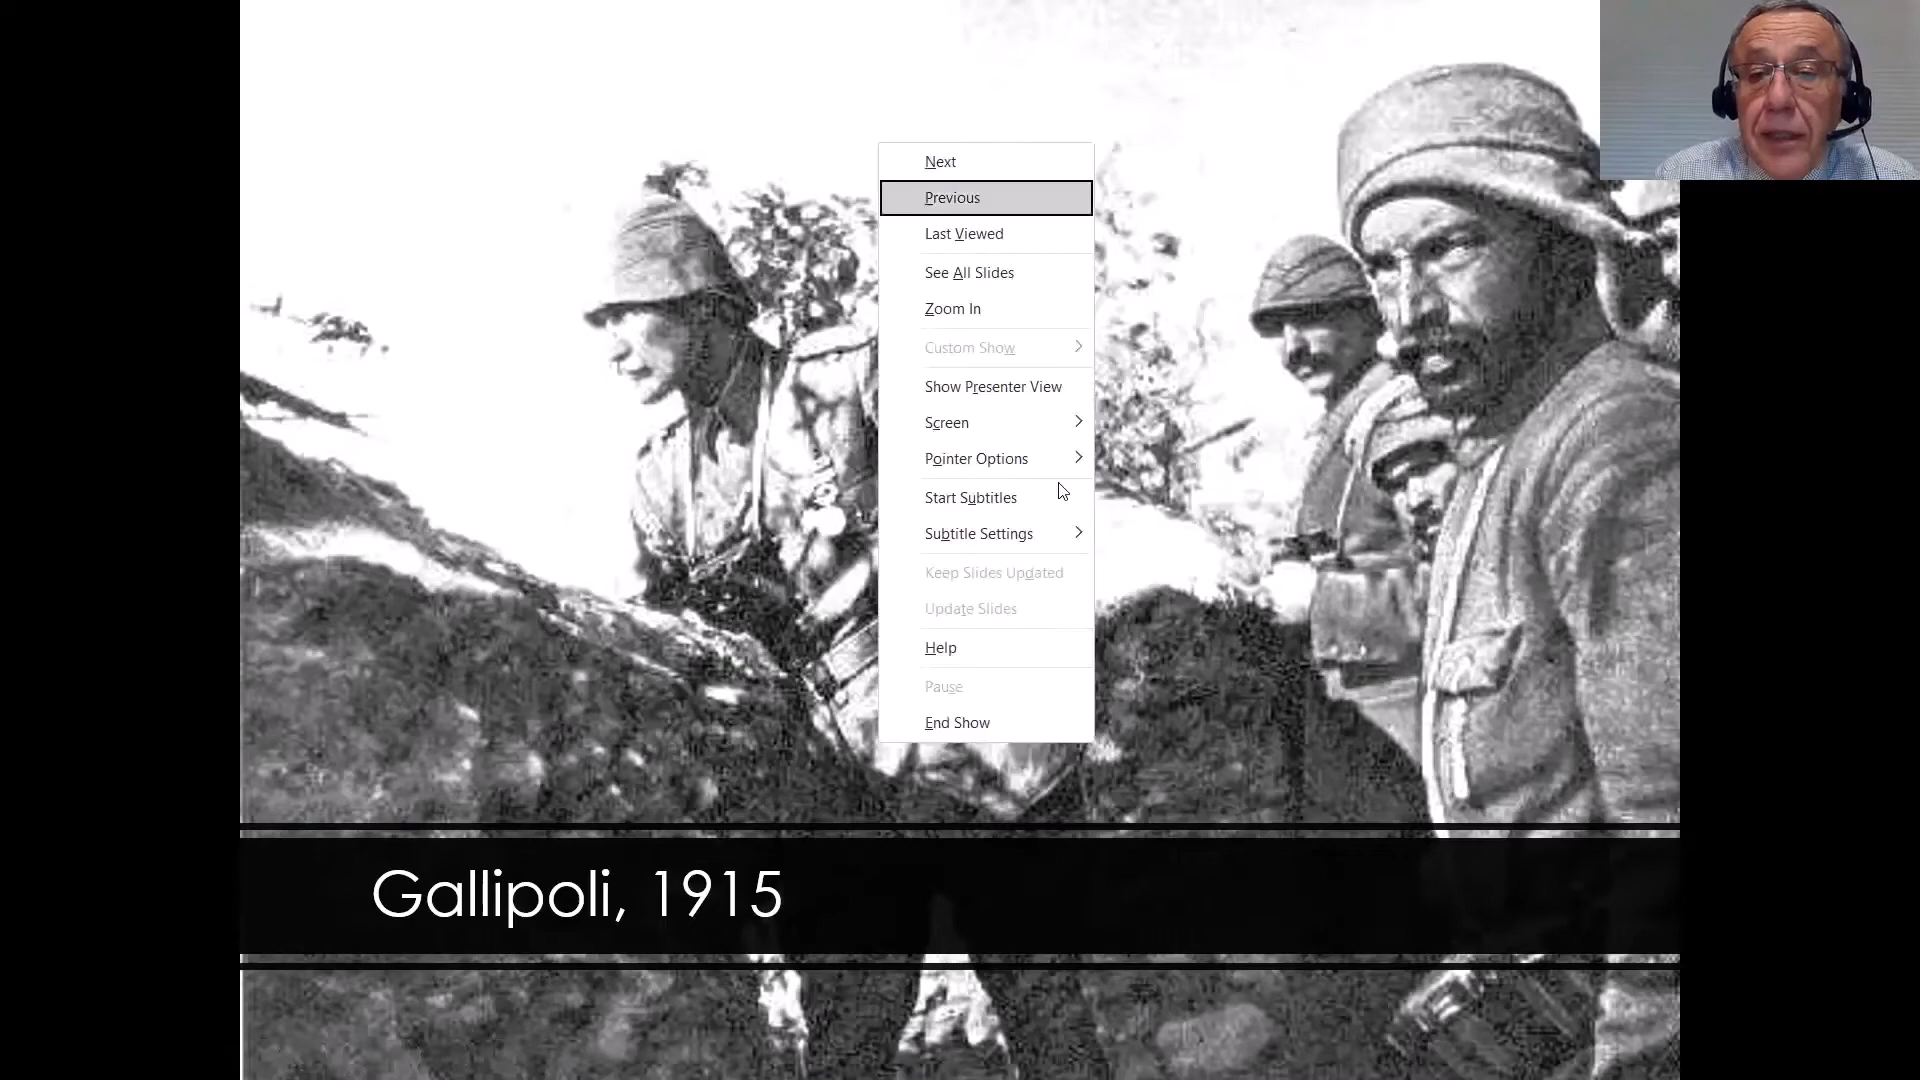 Next
Previous
Last Viewed
See All Slides
Zoom In
Custom Show
Show Presenter View
Screen
Pointer Options
Start Subtitles
Subtitle Settings
Keep Slides Updated
Update Slides
Help
Pause
End Show
Gallipoli, 1915